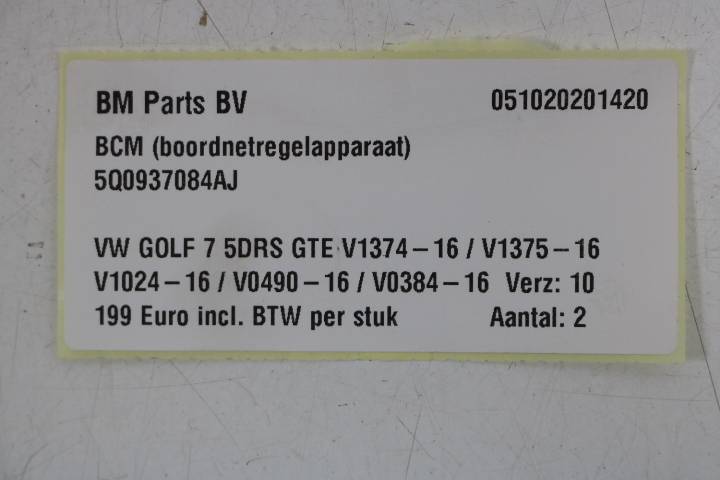 BM Parts BV 051020201420
BCM (boordnetregelapparaat)
5Q0937084AJ
VW GOLF 7 5DRS GTE V1374-16 / V1375-16
V1024-16 / V0490-16 / V0384-16 Verz: 10
199 Euro incl. BTW per stuk Aantal: 2